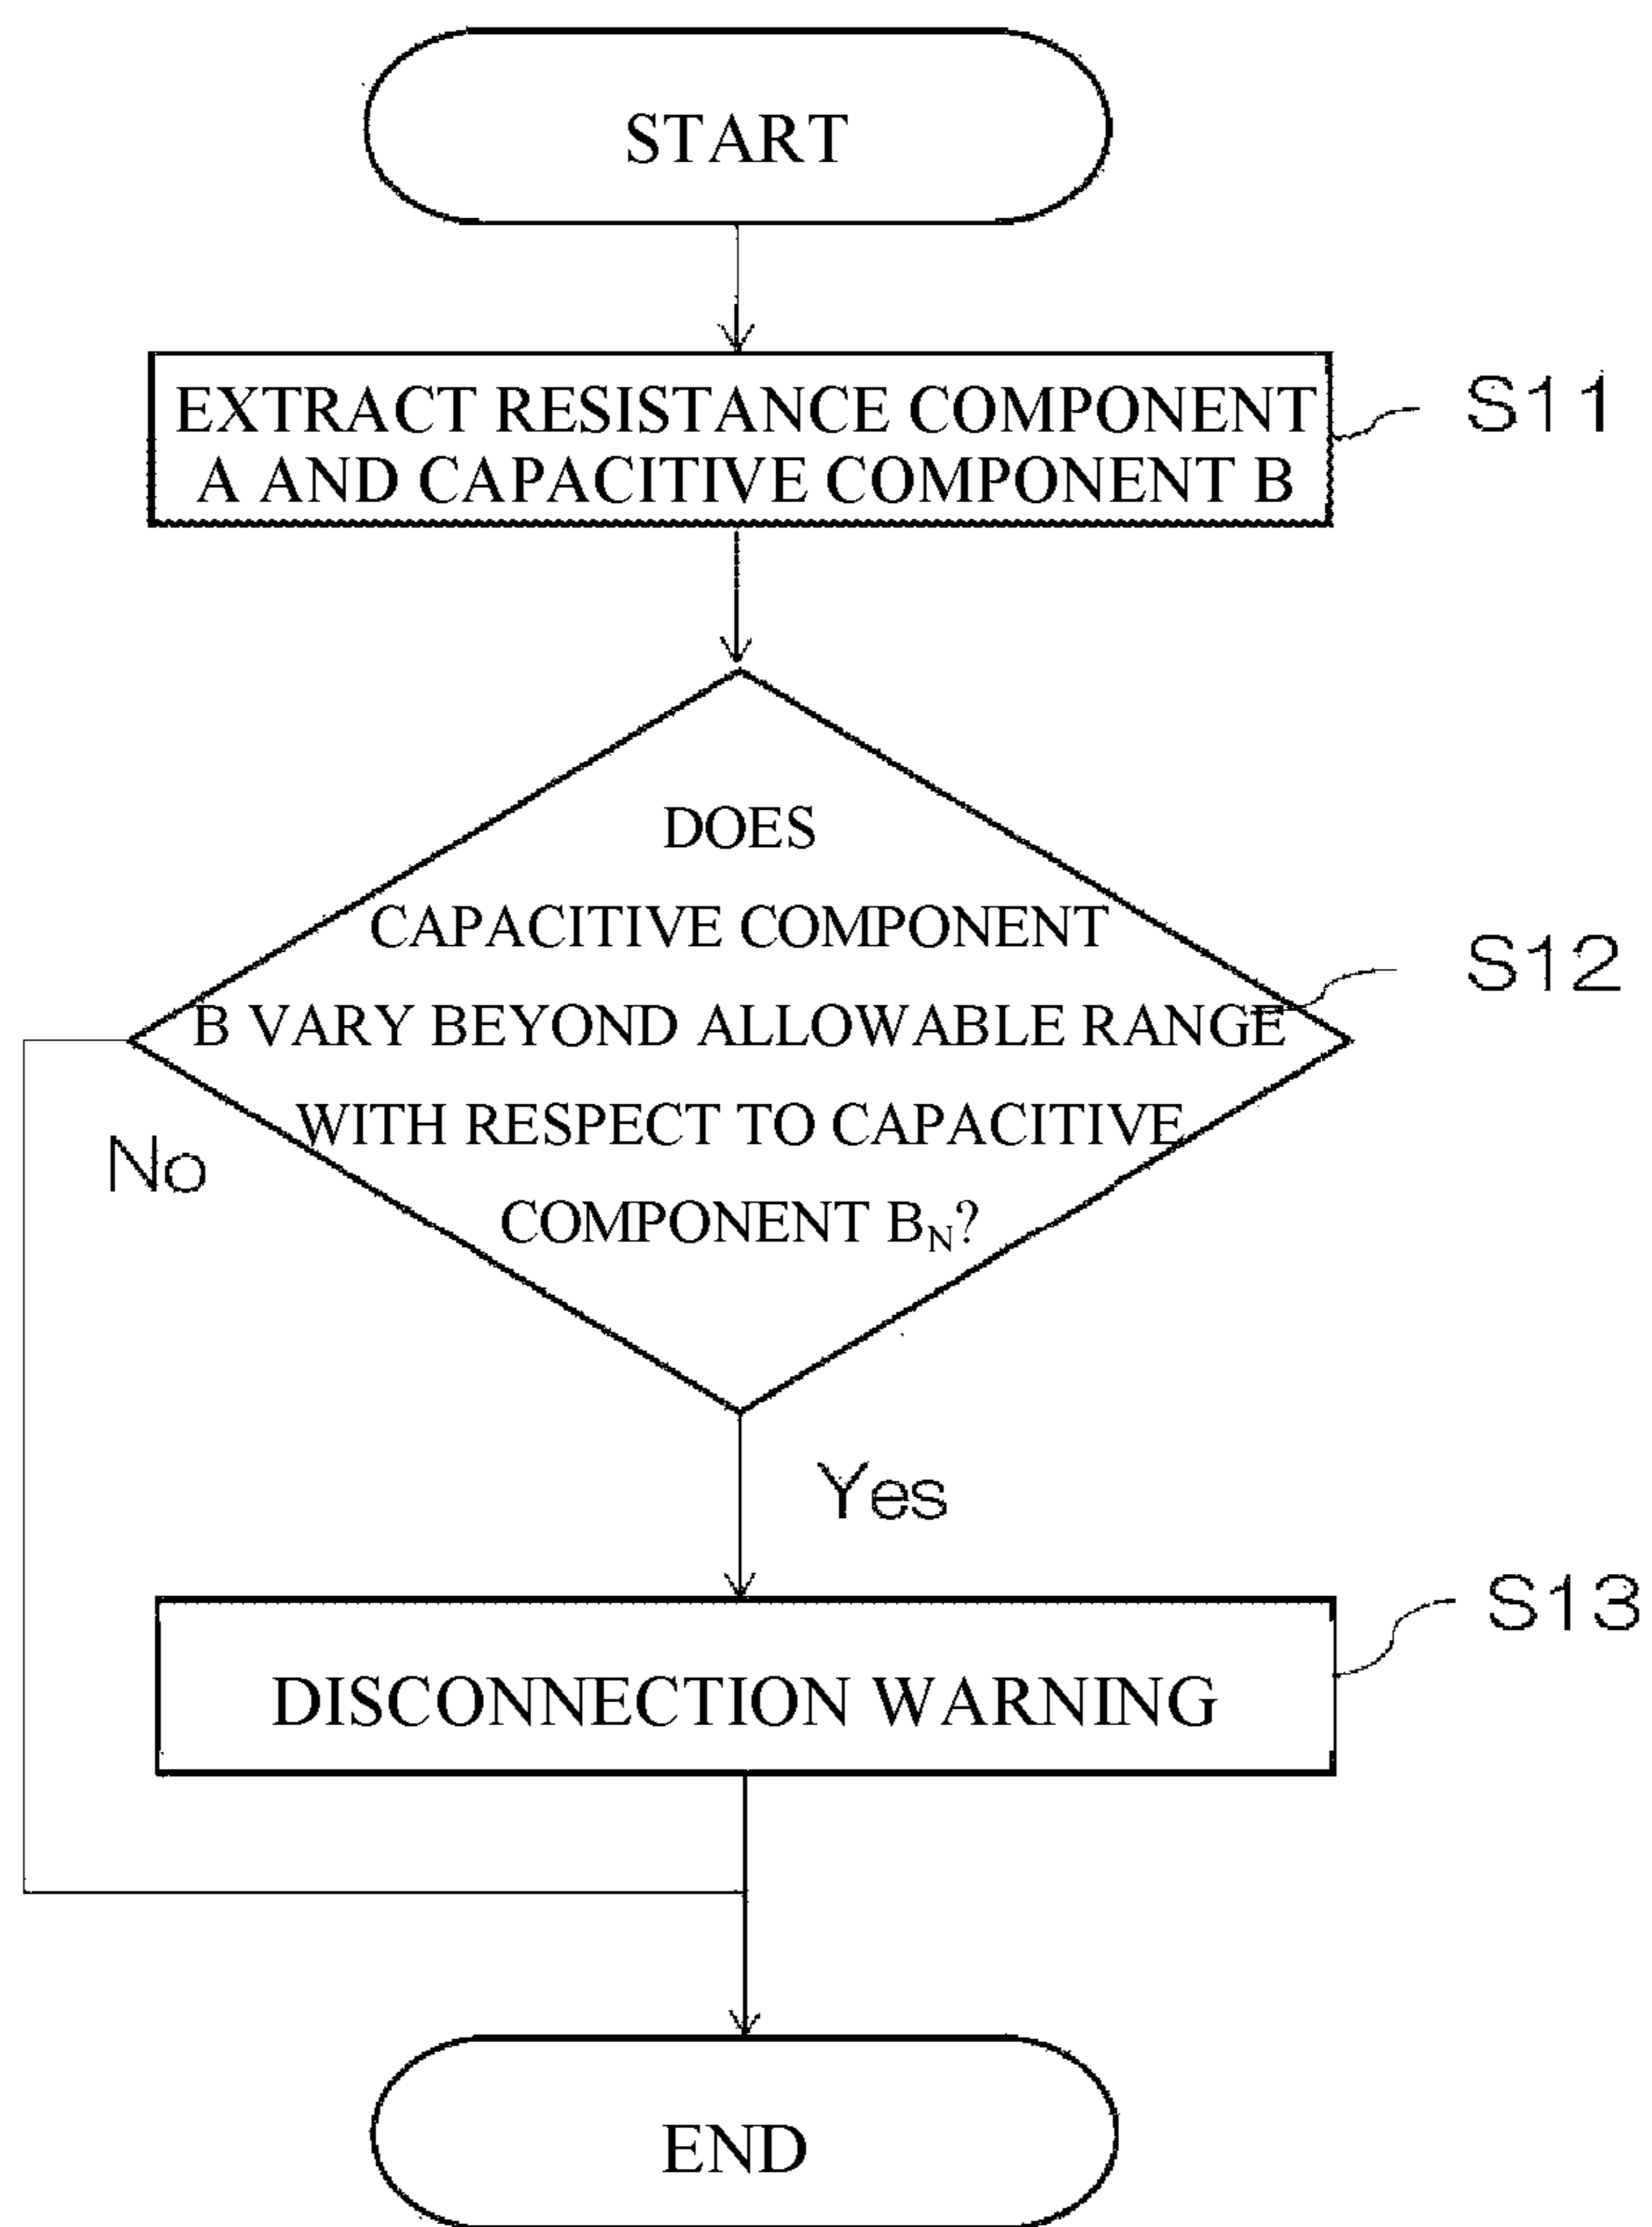 START
EXTRACT RESISTANCE COMPONENT
A AND CAPACITIVE COMPONENT B
S11
DOES
CAPACITIVE COMPONENT
B VARY BEYOND ALLOWABLE RANGE
WITH RESPECT TO CAPACITIVE
COMPONENT B_N?
S12
No
Yes
DISCONNECTION WARNING
S13
END